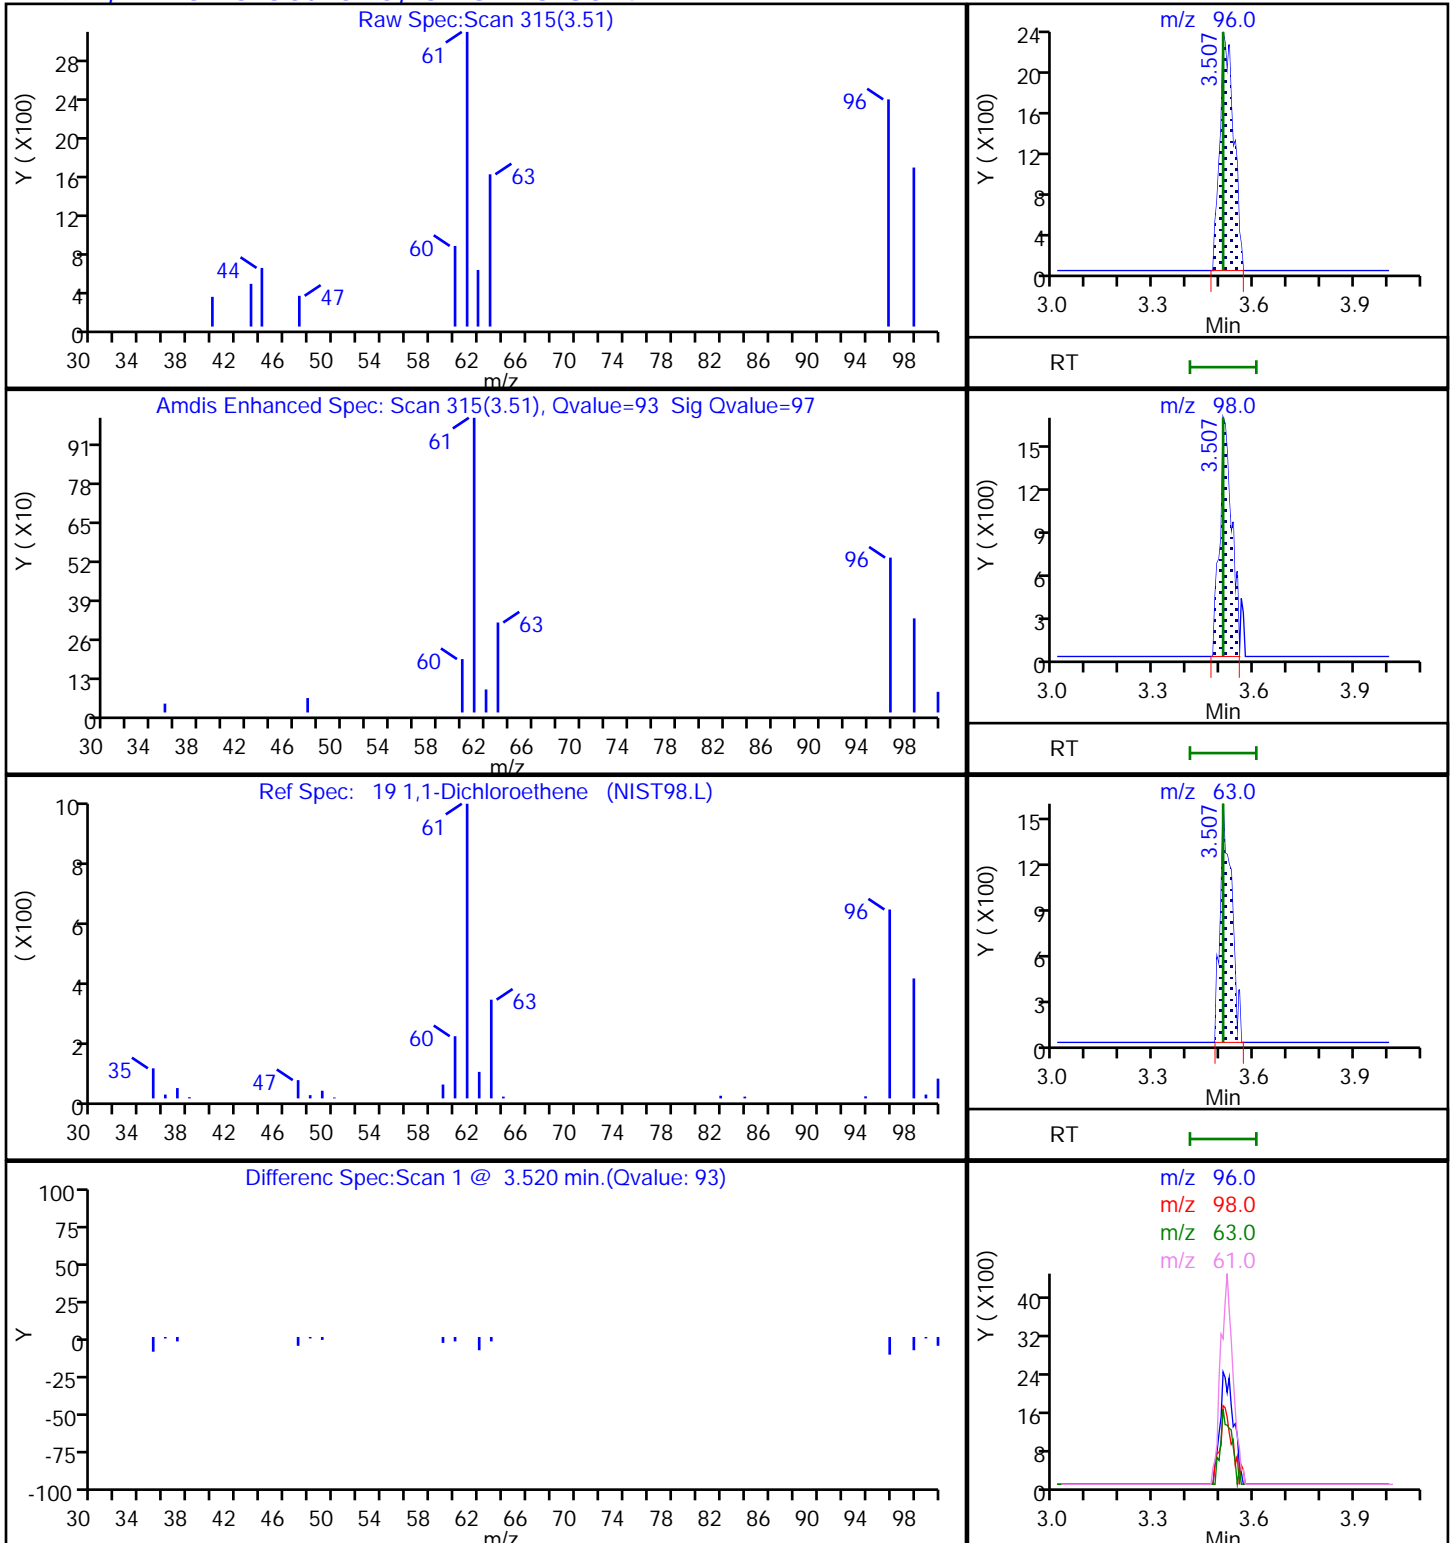 Raw Spec:Scan 315(3.51)
Y ( X100)
28
24
20
16
12
8
4
0
61
96
63
60
44
47
30 34 38 42 46 50 54 58 62 66 70 74 78 82 86 90 94 98
m/z
m/z 96.0
Y ( X100)
24
20
16
12
8
4
0
3.507
3.0 3.3 3.6 3.9
Min
RT
Amdis Enhanced Spec: Scan 315(3.51), Qvalue=93 Sig Qvalue=97
Y ( X10)
91
78
65
52
39
26
13
0
61
96
63
60
30 34 38 42 46 50 54 58 62 66 70 74 78 82 86 90 94 98
m/z
m/z 98.0
Y ( X100)
15
12
9
6
3
0
3.507
3.0 3.3 3.6 3.9
Min
RT
Ref Spec: 19 1,1-Dichloroethene (NIST98.L)
( X100)
10
8
6
4
2
0
61
96
63
60
35
47
30 34 38 42 46 50 54 58 62 66 70 74 78 82 86 90 94 98
m/z 63.0
Y ( X100)
15
12
9
6
3
0
3.507
3.0 3.3 3.6 3.9
Min
RT
Differenc Spec:Scan 1 @ 3.520 min.(Qvalue: 93)
Y
100
75
50
25
0
-25
-50
-75
-100
30 34 38 42 46 50 54 58 62 66 70 74 78 82 86 90 94 98
m/z
m/z 96.0
m/z 98.0
m/z 63.0
m/z 61.0
Y ( X100)
40
32
24
16
8
0
3.0 3.3 3.6 3.9
Min